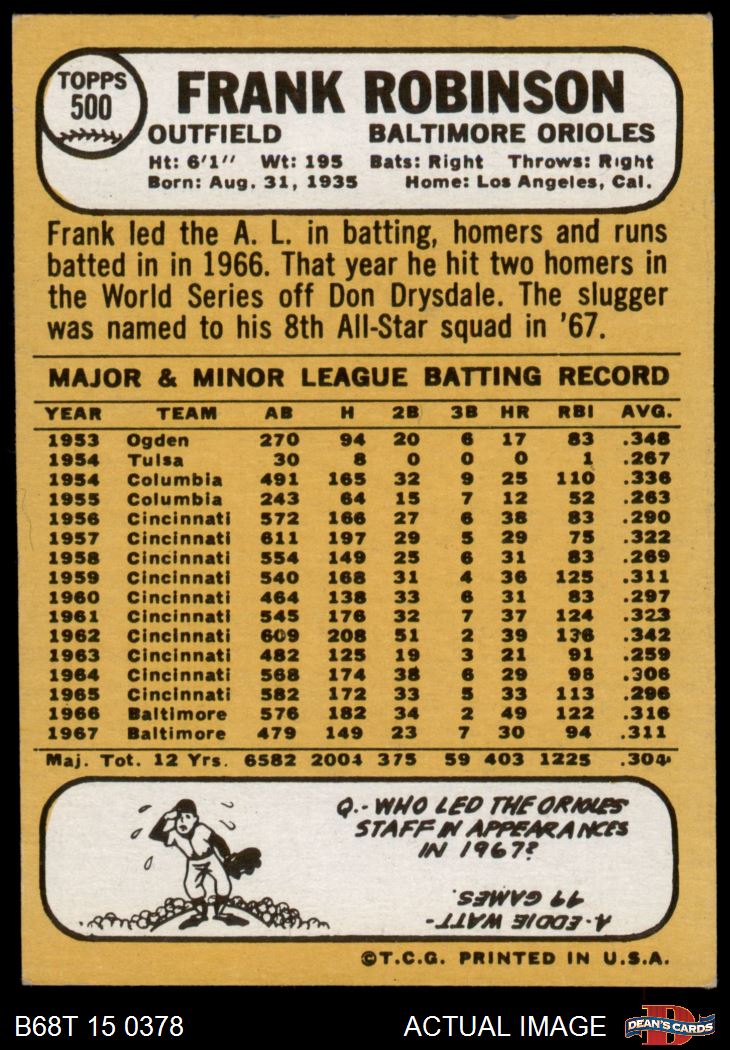 TOPPS
500
FRANK ROBINSON
OUTFIELD BALTIMORE ORIOLES
Ht: 6'1" Wt: 195 Bats: Right Throws: Right
Born: Aug. 31, 1935 Home: Los Angeles, Cal.
Frank led the A. L. in batting, homers and runs
batted in in 1966. That year he hit two homers in
the World Series off Don Drysdale. The slugger
was named to his 8th All-Star squad in '67.
MAJOR & MINOR LEAGUE BATTING RECORD
YEAR TEAM AB H 2B 3B HR RBI AVG.
1953 Ogden 270 94 20 6 17 83 .348
1954 Tulsa 30 8 0 0 0 1 .267
1954 Columbia 491 165 32 9 25 110 .336
1955 Columbia 243 64 15 7 12 52 .263
1956 Cincinnati 572 166 27 6 38 83 .290
1957 Cincinnati 611 197 29 5 29 75 .322
1958 Cincinnati 554 149 25 6 31 83 .269
1959 Cincinnati 540 168 31 4 36 125 .311
1960 Cincinnati 464 138 33 6 31 83 .297
1961 Cincinnati 545 176 32 7 37 124 .323
1962 Cincinnati 609 208 51 2 39 136 .342
1963 Cincinnati 482 125 19 3 21 91 .259
1964 Cincinnati 568 174 38 6 29 98 .306
1965 Cincinnati 582 172 33 5 33 113 .296
1966 Baltimore 576 182 34 2 49 122 .316
1967 Baltimore 479 149 23 7 30 94 .311
Maj. Tot. 12 Yrs. 6582 2004 375 59 403 1225 .304
Q.- WHO LED THE ORIOLES'
STAFF IN APPEARANCES
IN 1967?
A.- EDDIE WATT -
49 GAMES.
©T.C.G. PRINTED IN U.S.A.
B68T 15 0378 ACTUAL IMAGE
DEAN'S CARDS